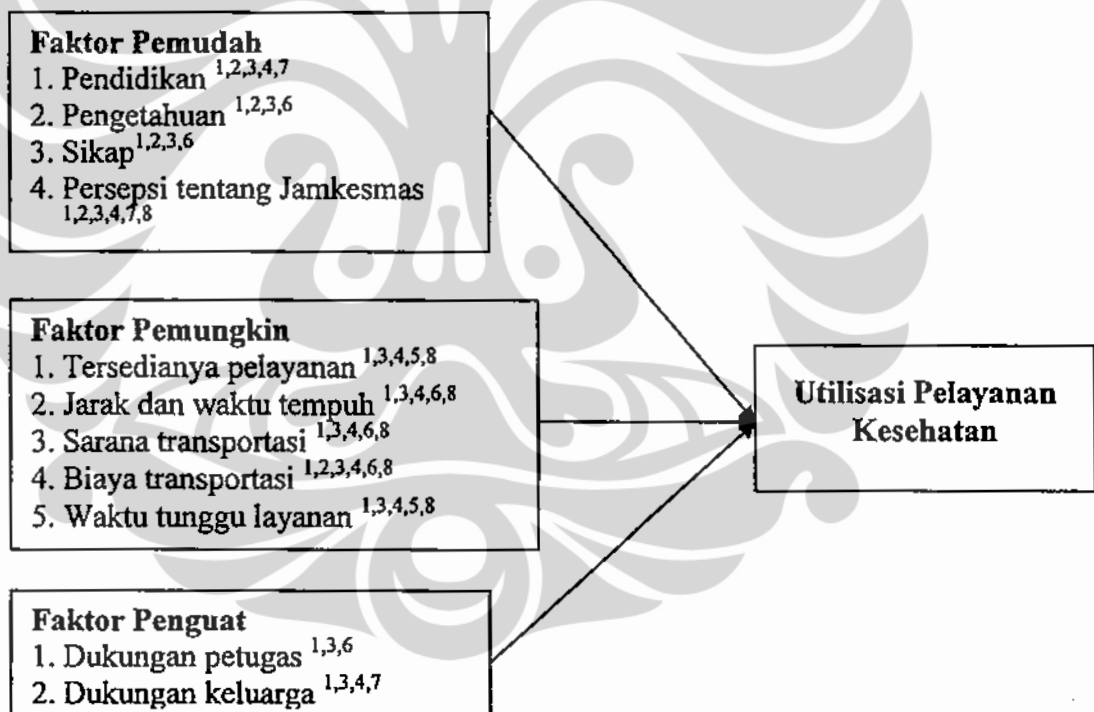 Faktor Pemudah
1. Pendidikan 1,2,3,4,7
2. Pengetahuan 1,2,3,6
3. Sikap1,2,3,6
4. Persepsi tentang Jamkesmas
1,2,3,4,7,8
Faktor Pemungkin
1. Tersedianya pelayanan 1,3,4,5,8
2. Jarak dan waktu tempuh 1,3,4,6,8
3. Sarana transportasi 1,3,4,6,8
4. Biaya transportasi 1,2,3,4,6,8
5. Waktu tunggu layanan 1,3,4,5,8
Utilisasi Pelayanan
Kesehatan
Faktor Penguat
1. Dukungan petugas 1,3,6
2. Dukungan keluarga 1,3,4,7